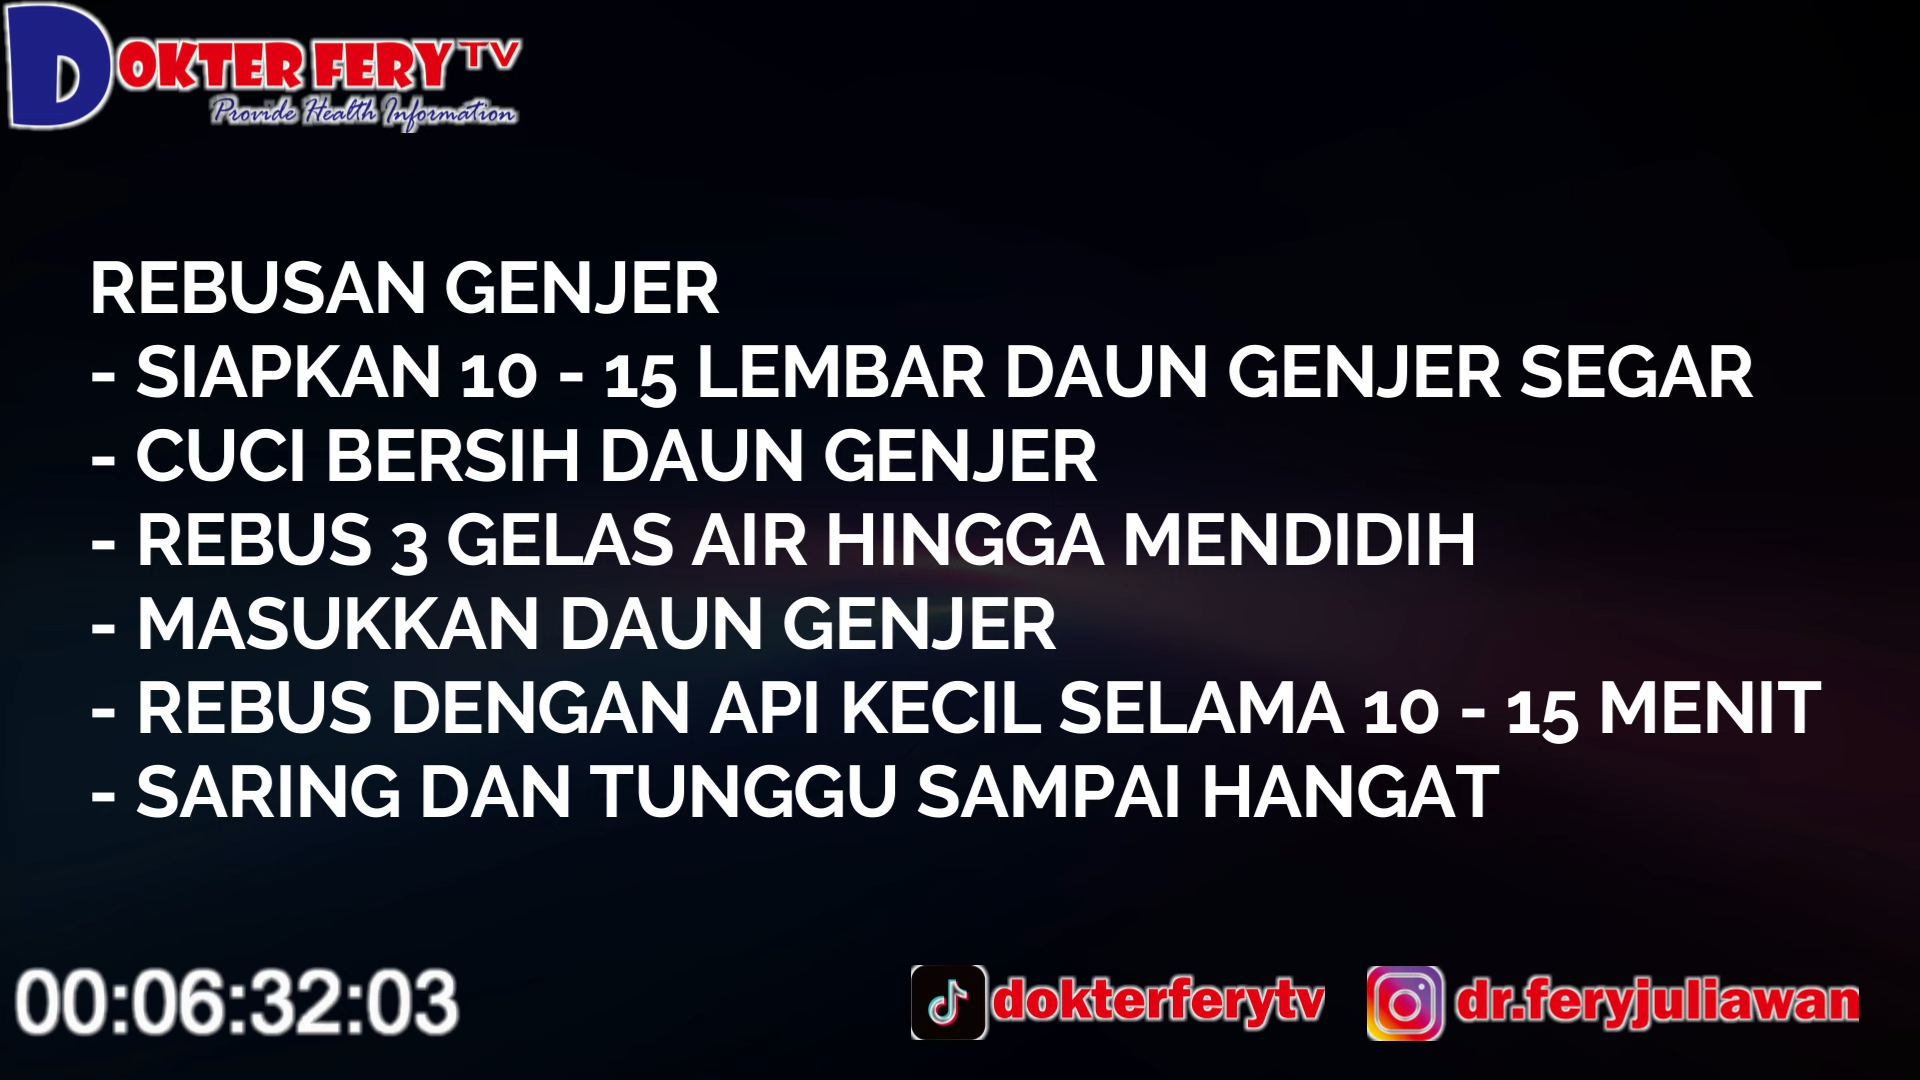 DOKTER FERY TV
Provide Health Information
REBUSAN GENJER
- SIAPKAN 10 - 15 LEMBAR DAUN GENJER SEGAR
- CUCI BERSIH DAUN GENJER
- REBUS 3 GELAS AIR HINGGA MENDIDIH
- MASUKKAN DAUN GENJER
- REBUS DENGAN API KECIL SELAMA 10 - 15 MENIT
- SARING DAN TUNGGU SAMPAI HANGAT
00:06:32:03
dokterferytv
dr.feryjuliawan